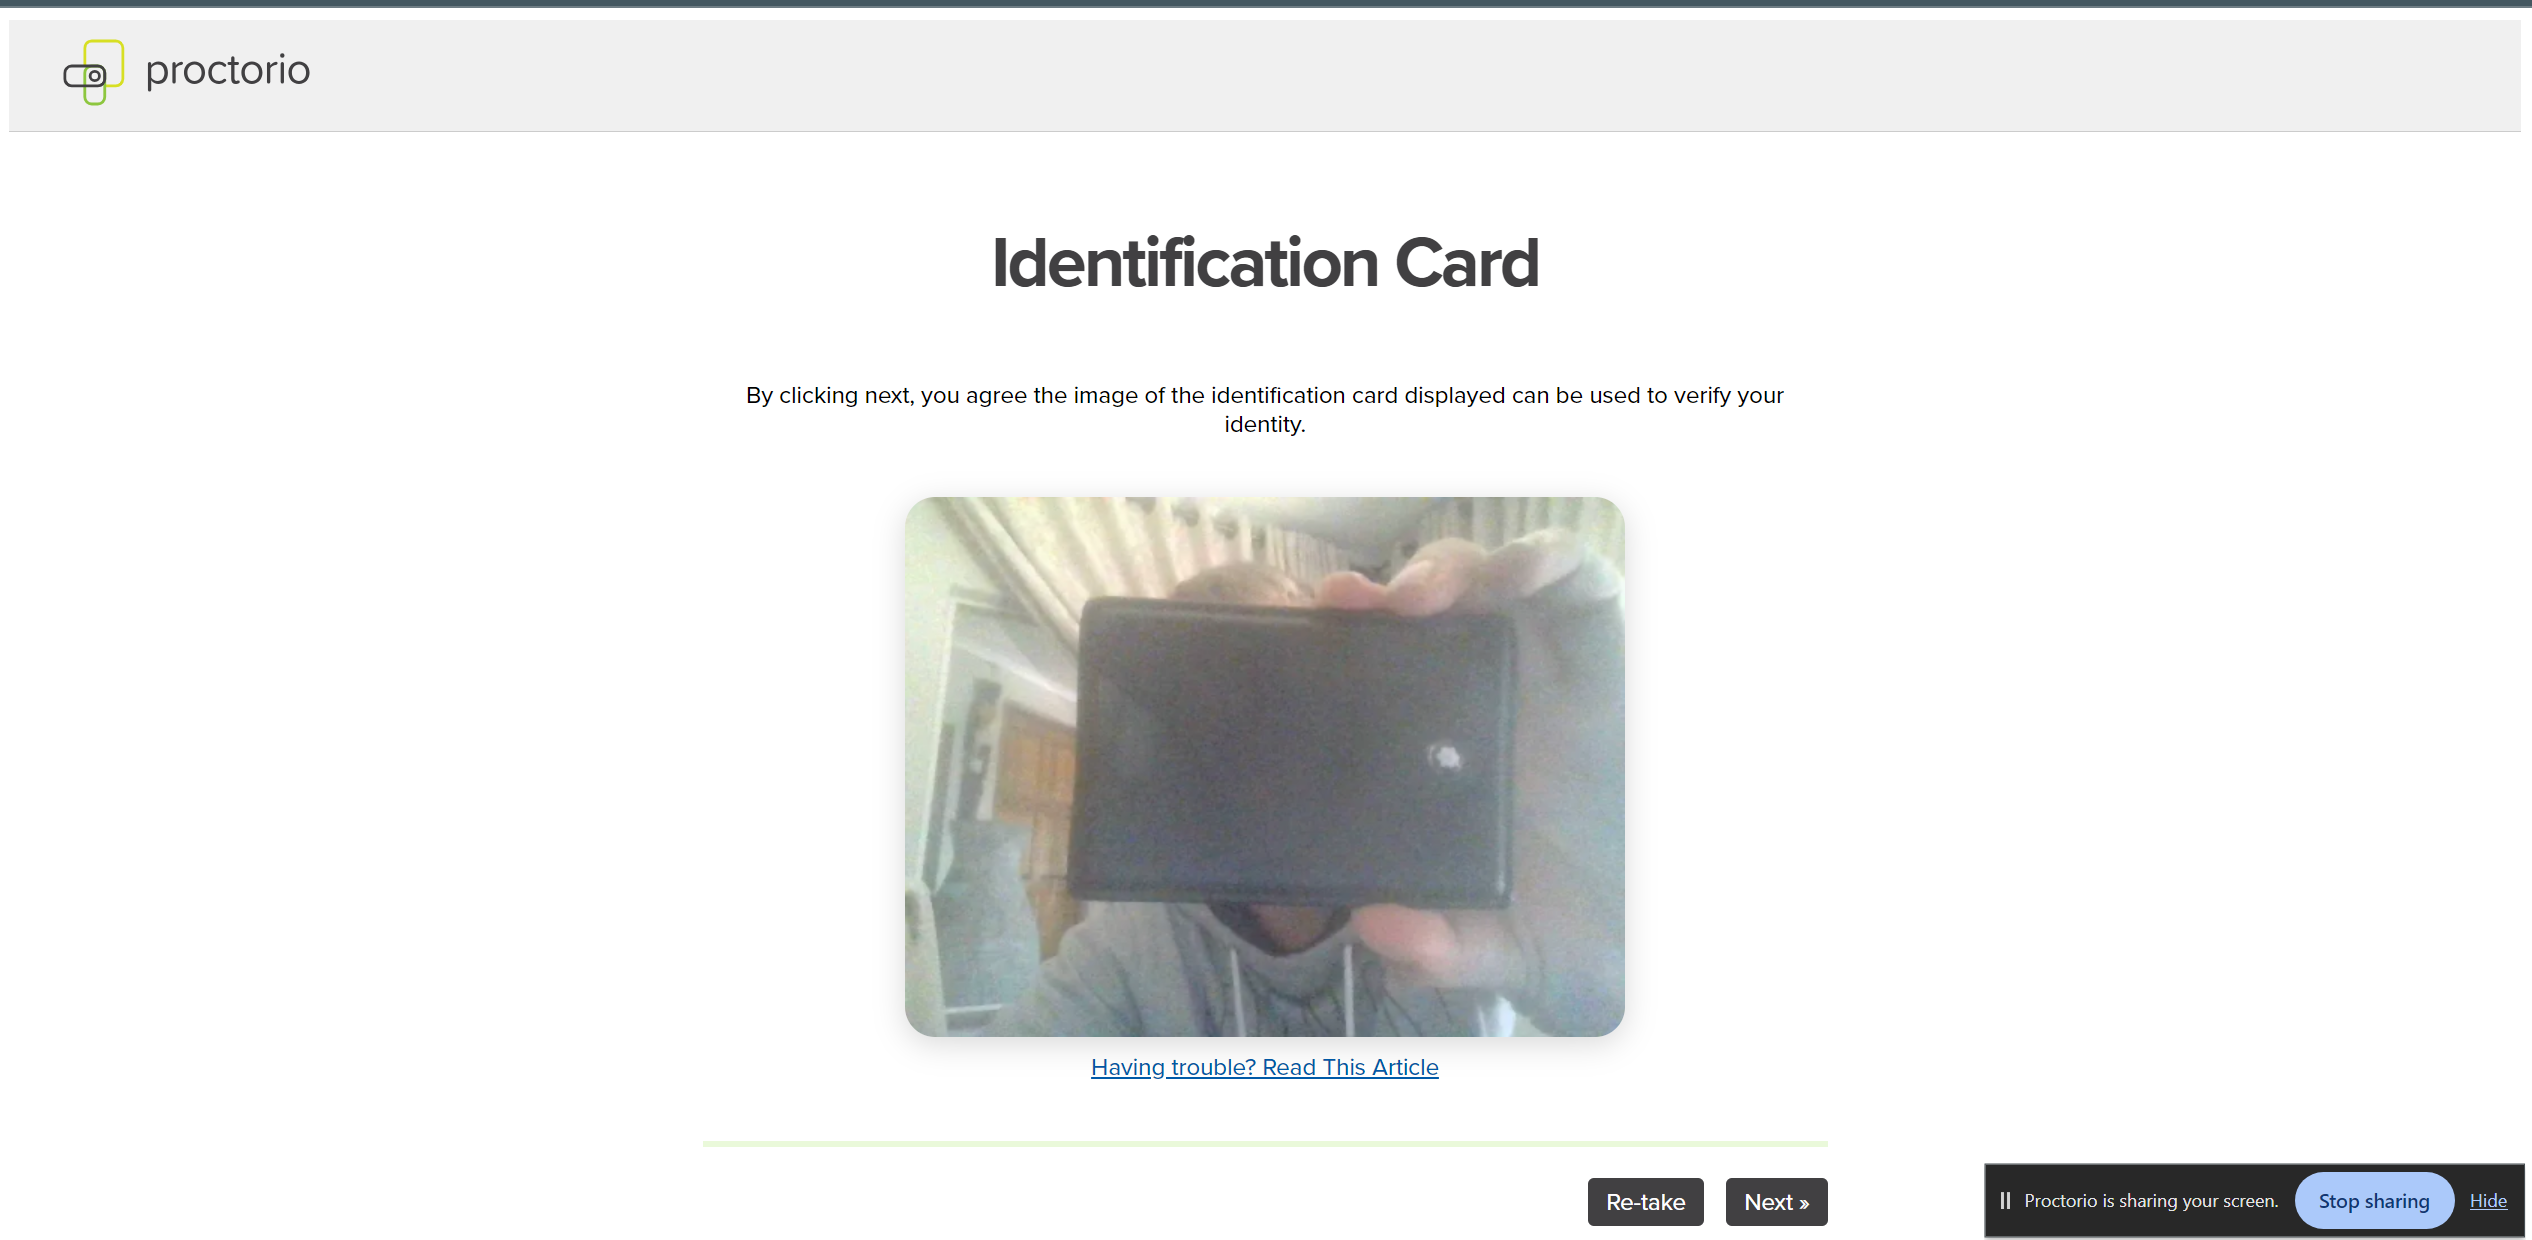 proctorio
Identification Card
By clicking next, you agree the image of the identification card displayed can be used to verify your
identity.
Having trouble? Read This Article
Re-take
Next »
Proctorio is sharing your screen.
Stop sharing
Hide